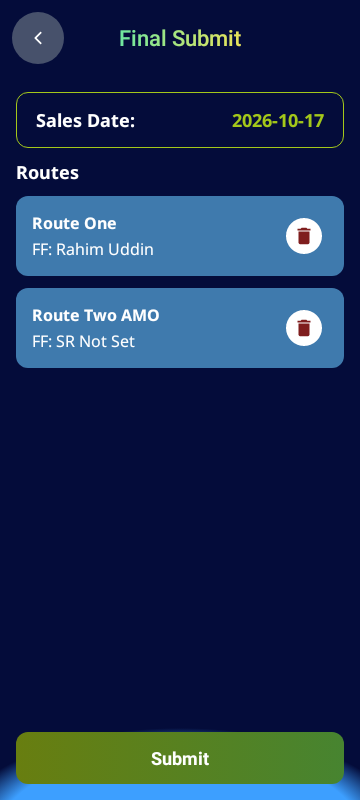 Final Submit
Sales Date: 2026-10-17
Routes
Route One
FF: Rahim Uddin
Route Two AMO
FF: SR Not Set
Submit